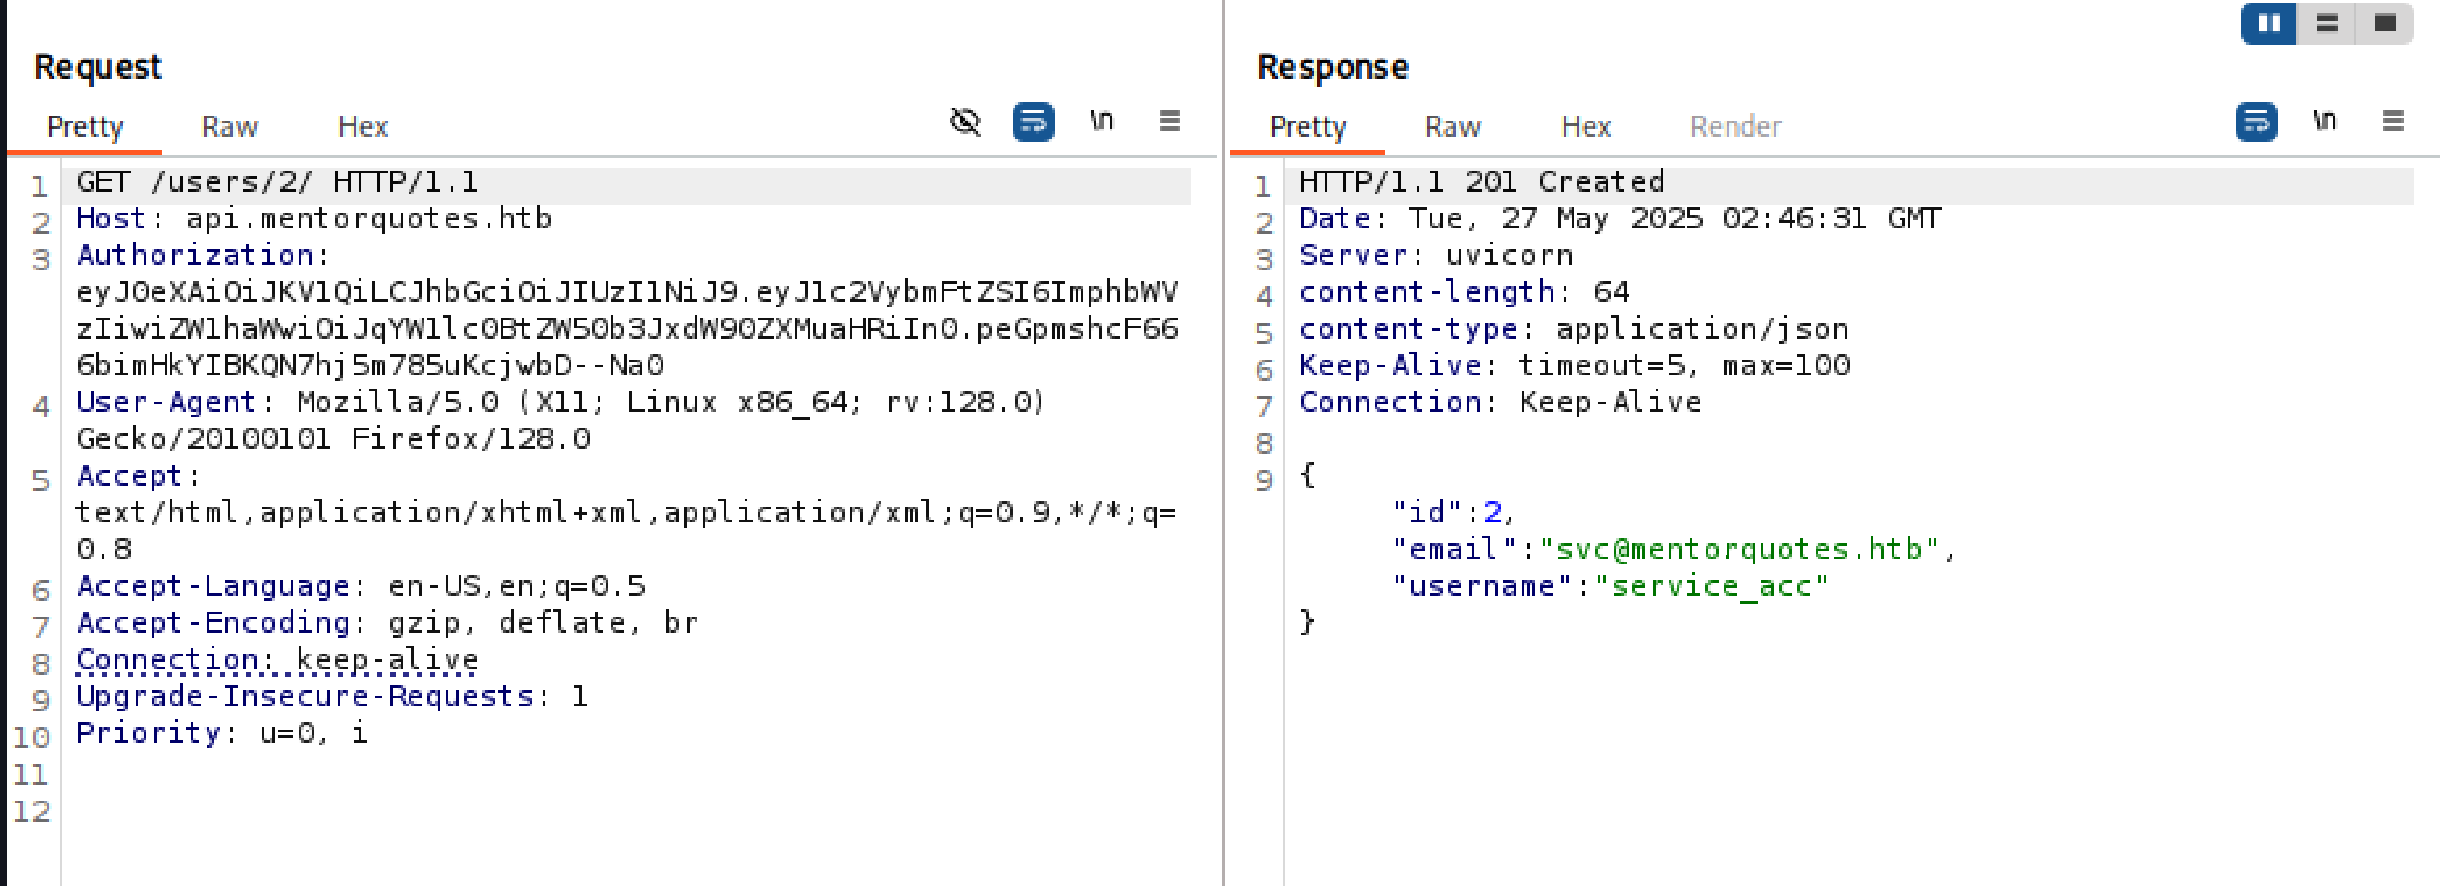 Request
Pretty Raw Hex \n
1 GET /users/2/ HTTP/1.1
2 Host: api.mentorquotes.htb
3 Authorization:
eyJ0eXAiOiJKV1QiLCJhbGciOiJIUzI1NiJ9.eyJ1c2VybmFtZSI6ImphbWV
zIiwiZW1haWwiOiJqYW1lc0BtZW50b3JxdW90ZXMuaHRiIn0.peGpmshcF66
6bimHkYIBKQN7hj5m785uKcjwbD--Na0
4 User-Agent: Mozilla/5.0 (X11; Linux x86_64; rv:128.0)
Gecko/20100101 Firefox/128.0
5 Accept:
text/html,application/xhtml+xml,application/xml;q=0.9,*/*;q=
0.8
6 Accept-Language: en-US,en;q=0.5
7 Accept-Encoding: gzip, deflate, br
8 Connection: keep-alive
9 Upgrade-Insecure-Requests: 1
10 Priority: u=0, i
11
12
Response
Pretty Raw Hex Render \n
1 HTTP/1.1 201 Created
2 Date: Tue, 27 May 2025 02:46:31 GMT
3 Server: uvicorn
4 content-length: 64
5 content-type: application/json
6 Keep-Alive: timeout=5, max=100
7 Connection: Keep-Alive
8
9 {
"id":2,
"email":"svc@mentorquotes.htb",
"username":"service_acc"
}